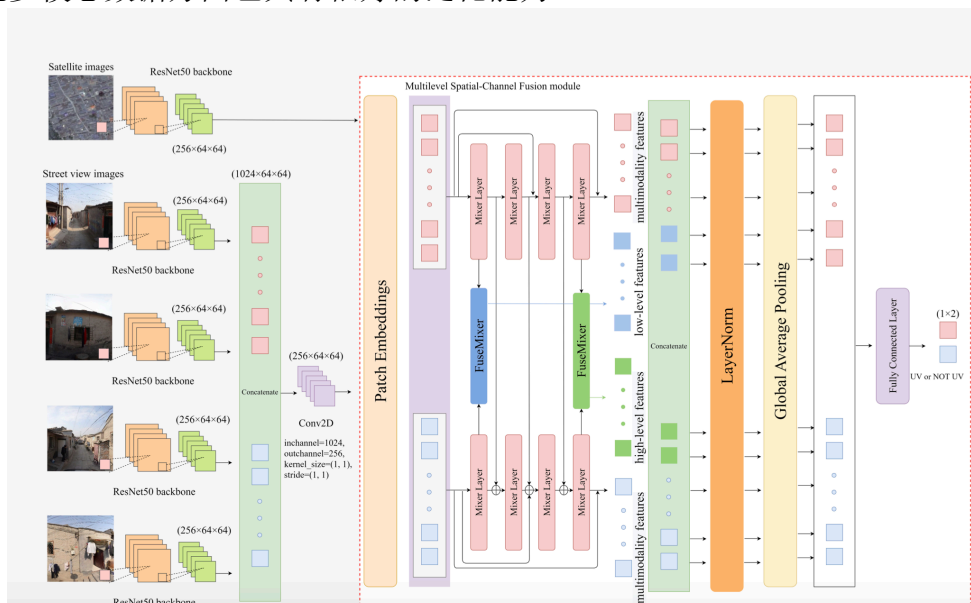 Satellite images
ResNet50 backbone
(256×64×64)
Street view images
(256×64×64)
ResNet50 backbone
(256×64×64)
ResNet50 backbone
(256×64×64)
ResNet50 backbone
(256×64×64)
ResNet50 backbone
(1024×64×64)
Concatenate
(256×64×64)
Conv2D
inchannel=1024,
outchannel=256,
kernel_size=(1, 1),
stride=(1, 1)
Patch Embeddings
Multilevel Spatial-Channel Fusion module
Mixer Layer
Mixer Layer
Mixer Layer
Mixer Layer
FuseMixer
FuseMixer
Mixer Layer
Mixer Layer
Mixer Layer
Mixer Layer
multimodality features
low-level features
high-level features
multimodality features
Concatenate
LayerNorm
Global Average Pooling
Fully Connected Layer
(1×2)
UV or NOT UV